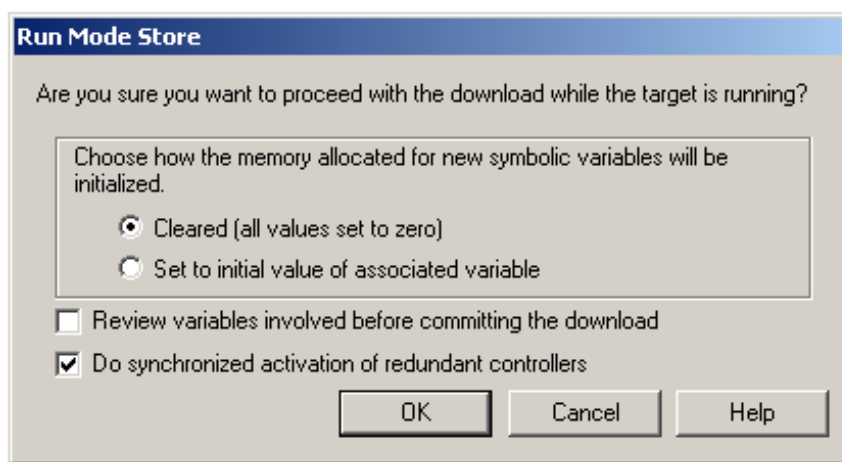 Run Mode Store
Are you sure you want to proceed with the download while the target is running?
Choose how the memory allocated for new symbolic variables will be
initialized.
Cleared (all values set to zero)
Set to initial value of associated variable
Review variables involved before committing the download
Do synchronized activation of redundant controllers
OK Cancel Help